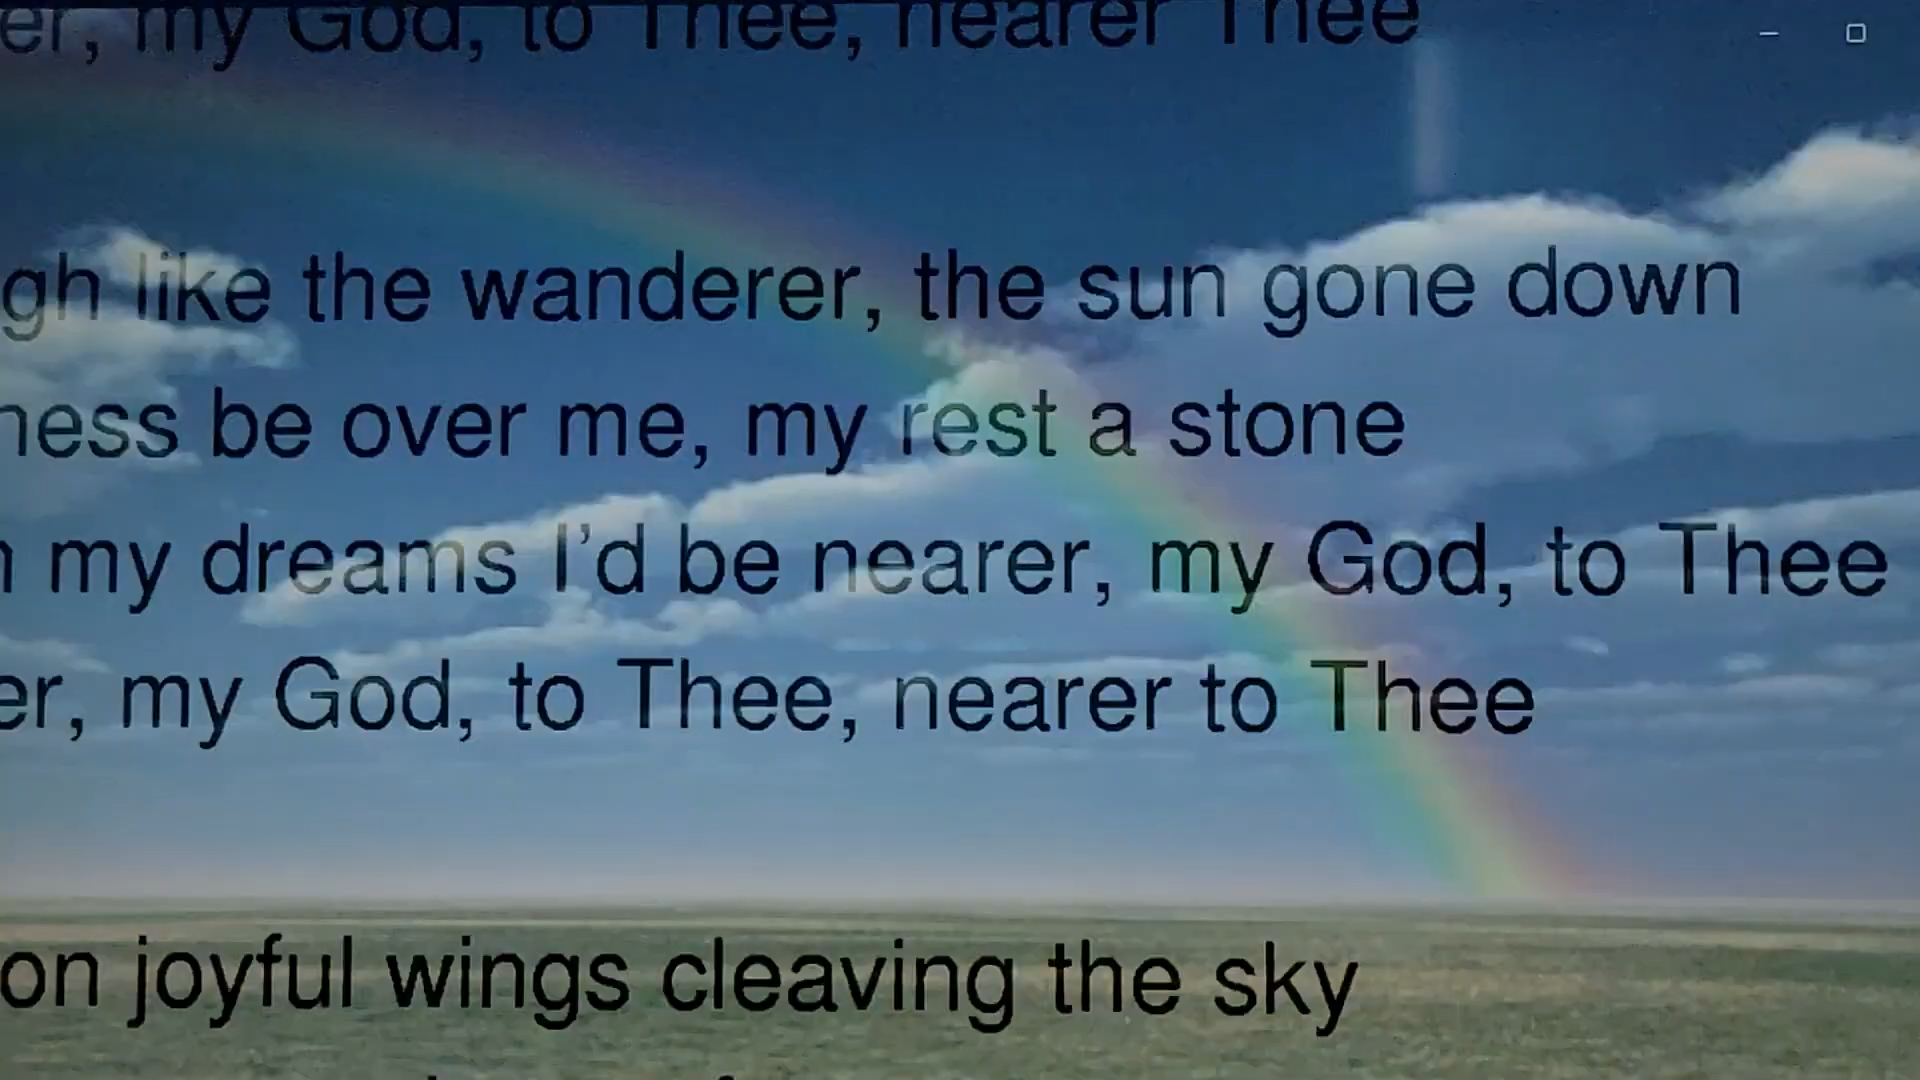 er, my God, to Thee, nearer Thee
gh like the wanderer, the sun gone down
ness be over me, my rest a stone
my dreams I'd be nearer, my God, to Thee
er, my God, to Thee, nearer to Thee
on joyful wings cleaving the sky